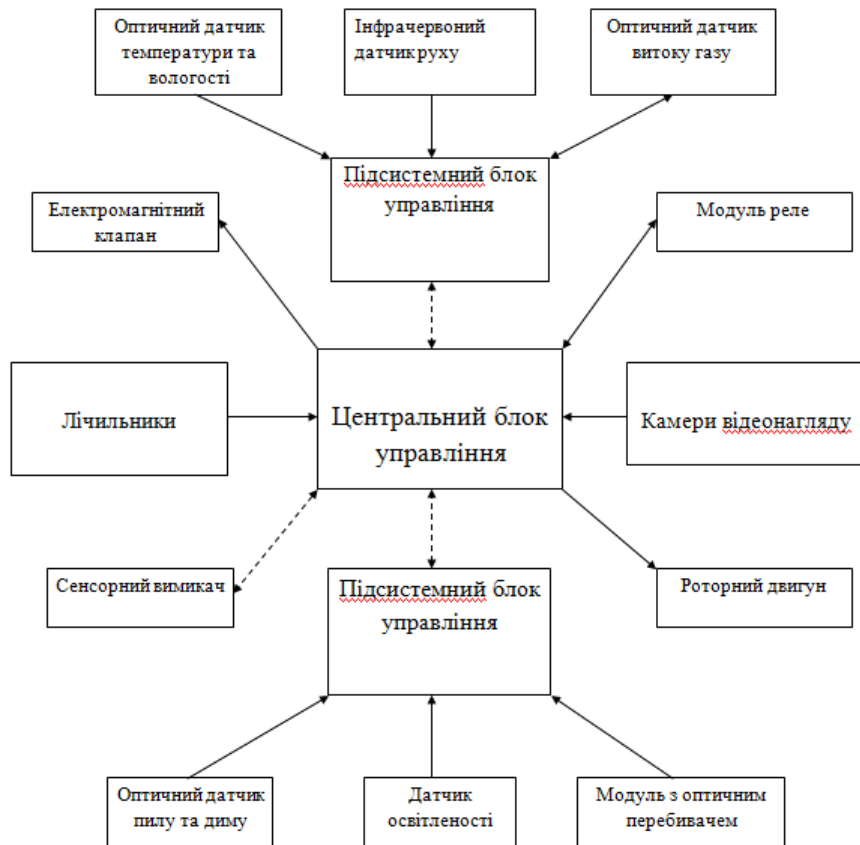 Оптичний датчик
температури та
вологості
Інфрачервоний
датчик руху
Оптичний датчик
витоку газу
Підсистемний блок
управління
Електромагнітний
клапан
Модуль реле
Лічильники
Центральний блок
управління
Камери відеонагляду
Сенсорний вимикач
Підсистемний блок
управління
Роторний двигун
Оптичний датчик
пилу та диму
Датчик
освітленості
Модуль з оптичним
перебивачем